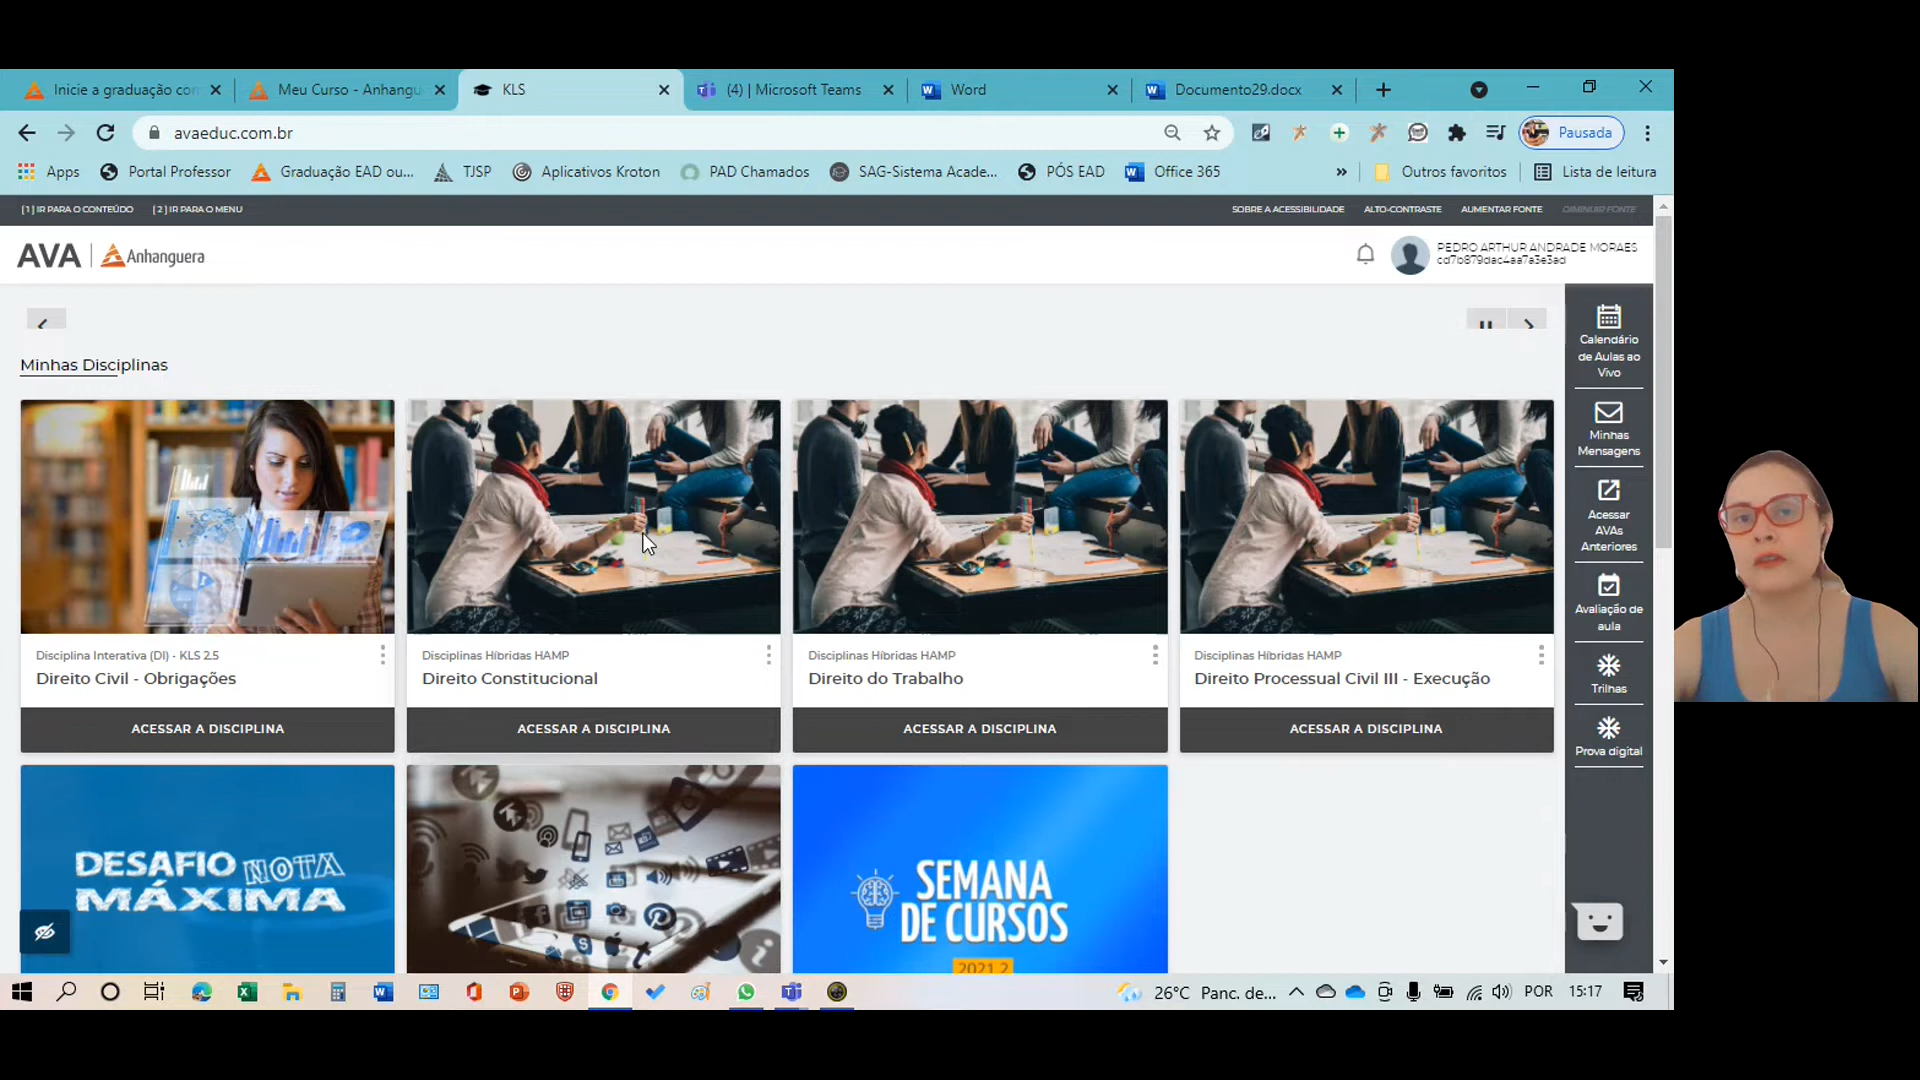 Inicie a graduação co
Meu Curso - Anhangu
KLS
(4) | Microsoft Teams
Word
Documento29.docx
avaeduc.com.br
Pausada
Apps
Portal Professor
Graduação EAD ou...
TJSP
Aplicativos Kroton
PAD Chamados
SAG-Sistema Acade...
PÓS EAD
Office 365
»
Outros favoritos
Lista de leitura
[1] IR PARA O CONTEÚDO
[2] IR PARA O MENU
SOBRE A ACESSIBILIDADE
ALTO-CONTRASTE
AUMENTAR FONTE
DIMINUIR FONTE
AVA | Anhanguera
PEDRO ARTHUR ANDRADE MORAES
cd7b879dac4aa7a3e3ad
Minhas Disciplinas
Calendário
de Aulas ao
Vivo
Minhas
Mensagens
Acessar
AVAs
Anteriores
Avaliação de
aula
Trilhas
Prova digital
Disciplina Interativa (DI) - KLS 2.5
Direito Civil - Obrigações
ACESSAR A DISCIPLINA
Disciplinas Híbridas HAMP
Direito Constitucional
ACESSAR A DISCIPLINA
Disciplinas Híbridas HAMP
Direito do Trabalho
ACESSAR A DISCIPLINA
Disciplinas Híbridas HAMP
Direito Processual Civil III - Execução
ACESSAR A DISCIPLINA
DESAFIO NOTA
MÁXIMA
SEMANA
DE CURSOS
2021.2
26°C Panc. de...
POR
15:17